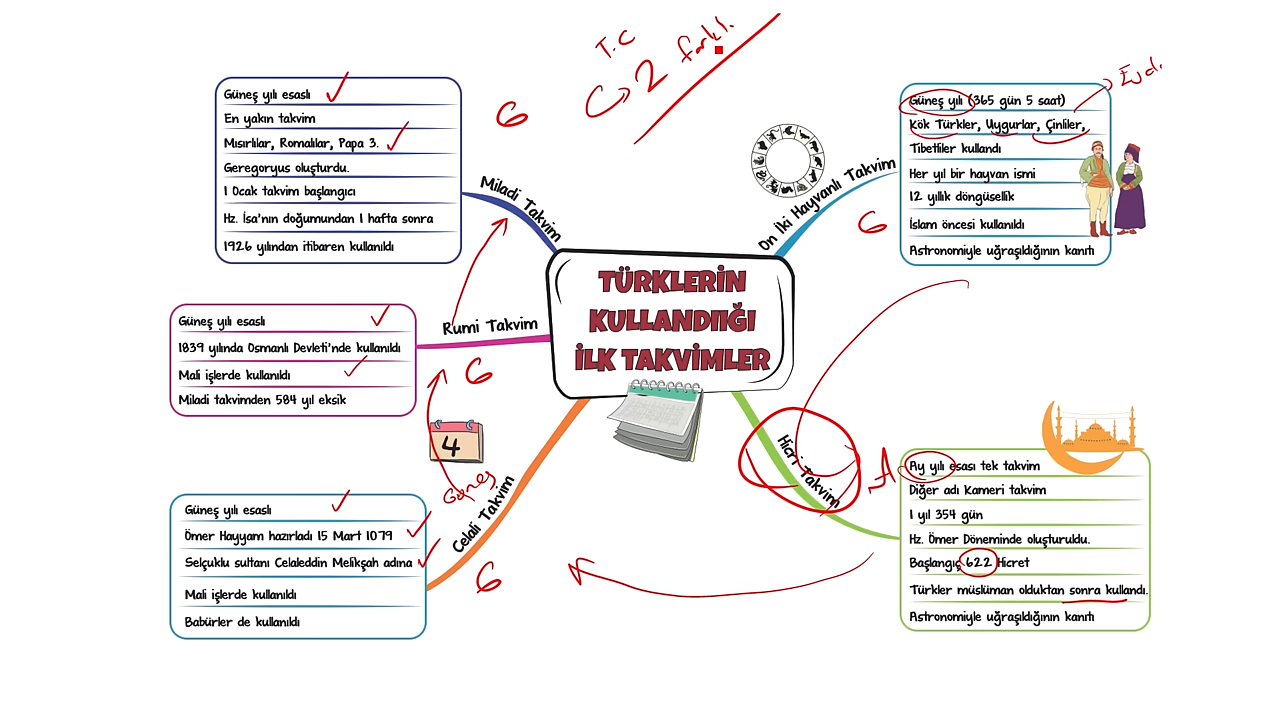 T.C
2 farklı
Güneş yılı esaslı
En yakın takvim
Mısırlılar, Romalılar, Papa 3.
Geregoryus oluşturdu.
1 Ocak takvim başlangıcı
Hz. İsa'nın doğumundan 1 hafta sonra
1926 yılından itibaren kullanıldı
G
Miladi Takvim
Güneş yılı (365 gün 5 saat)
Kök Türkler, Uygurlar, Çinliler,
Tibetliler kullandı
Her yıl bir hayvan ismi
12 yıllık döngüsellik
İslam öncesi kullanıldı
Astronomiyle uğraşıldığının kanıtı
On İki Hayvanlı Takvim
G
TÜRKLERİN
KULLANDIIĞI
İLK TAKVİMLER
Güneş yılı esaslı
1839 yılında Osmanlı Devleti'nde kullanıldı
Mali işlerde kullanıldı
Miladi takvimden 584 yıl eksik
Rumi Takvim
G
4
Güneş
Güneş yılı esaslı
Ömer Hayyam hazırladı 15 Mart 1079
Selçuklu sultanı Celaleddin Melikşah adına
Mali işlerde kullanıldı
Babürler de kullanıldı
Celali Takvim
G
Hicri Takvim
A
Ay yılı esası tek takvim
Diğer adı Kameri takvim
1 yıl 354 gün
Hz. Ömer Döneminde oluşturuldu.
Başlangıç 622 Hicret
Türkler müslüman olduktan sonra kullandı.
Astronomiyle uğraşıldığının kanıtı